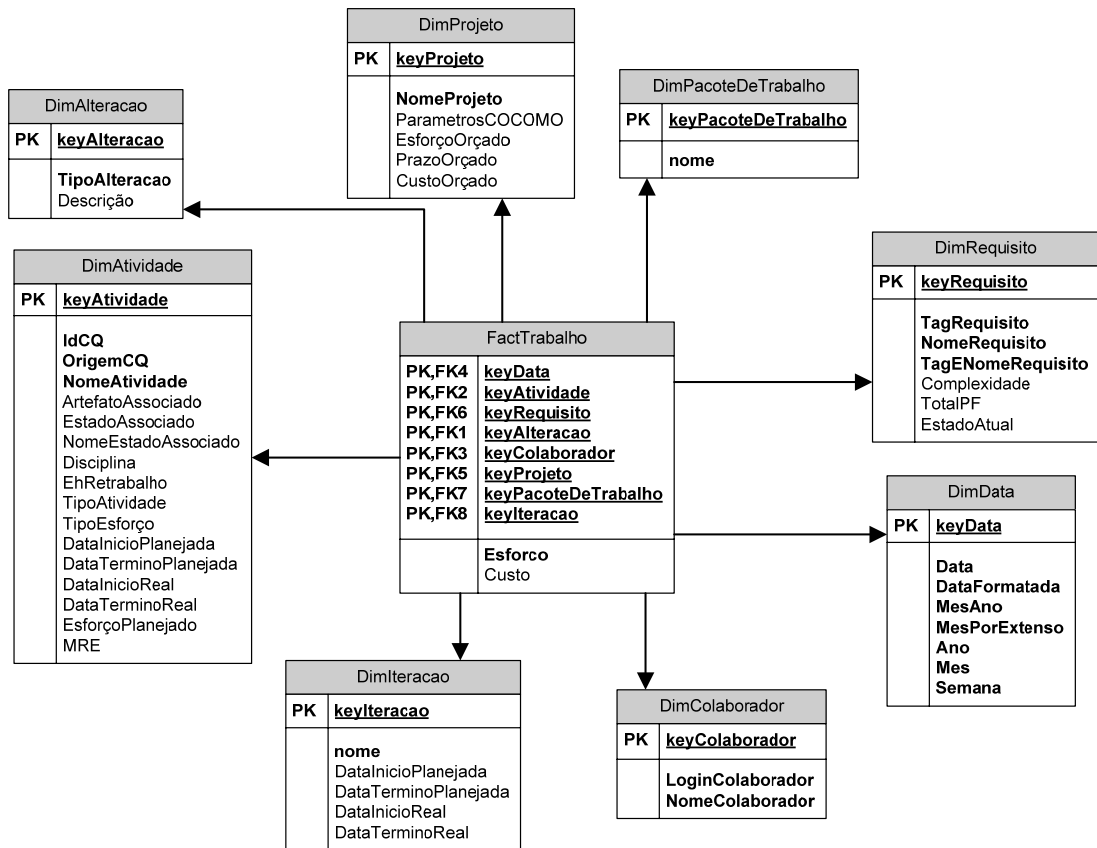 DimProjeto
PK keyProjeto
NomeProjeto
ParametrosCOCOMO
EsforçoOrçado
PrazoOrçado
CustoOrçado
DimPacoteDeTrabalho
PK keyPacoteDeTrabalho
nome
DimAlteracao
PK keyAlteracao
TipoAlteracao
Descrição
DimAtividade
PK keyAtividade
IdCQ
OrigemCQ
NomeAtividade
ArtefatoAssociado
EstadoAssociado
NomeEstadoAssociado
Disciplina
EhRetrabalho
TipoAtividade
TipoEsforço
DataInicioPlanejada
DataTerminoPlanejada
DataInicioReal
DataTerminoReal
EsforçoPlanejado
MRE
FactTrabalho
PK,FK4 keyData
PK,FK2 keyAtividade
PK,FK6 keyRequisito
PK,FK1 keyAlteracao
PK,FK3 keyColaborador
PK,FK5 keyProjeto
PK,FK7 keyPacoteDeTrabalho
PK,FK8 keyIteracao
Esforco
Custo
DimRequisito
PK keyRequisito
TagRequisito
NomeRequisito
TagENomeRequisito
Complexidade
TotalPF
EstadoAtual
DimData
PK keyData
Data
DataFormatada
MesAno
MesPorExtenso
Ano
Mes
Semana
DimIteracao
PK keyIteracao
nome
DataInicioPlanejada
DataTerminoPlanejada
DataInicioReal
DataTerminoReal
DimColaborador
PK keyColaborador
LoginColaborador
NomeColaborador